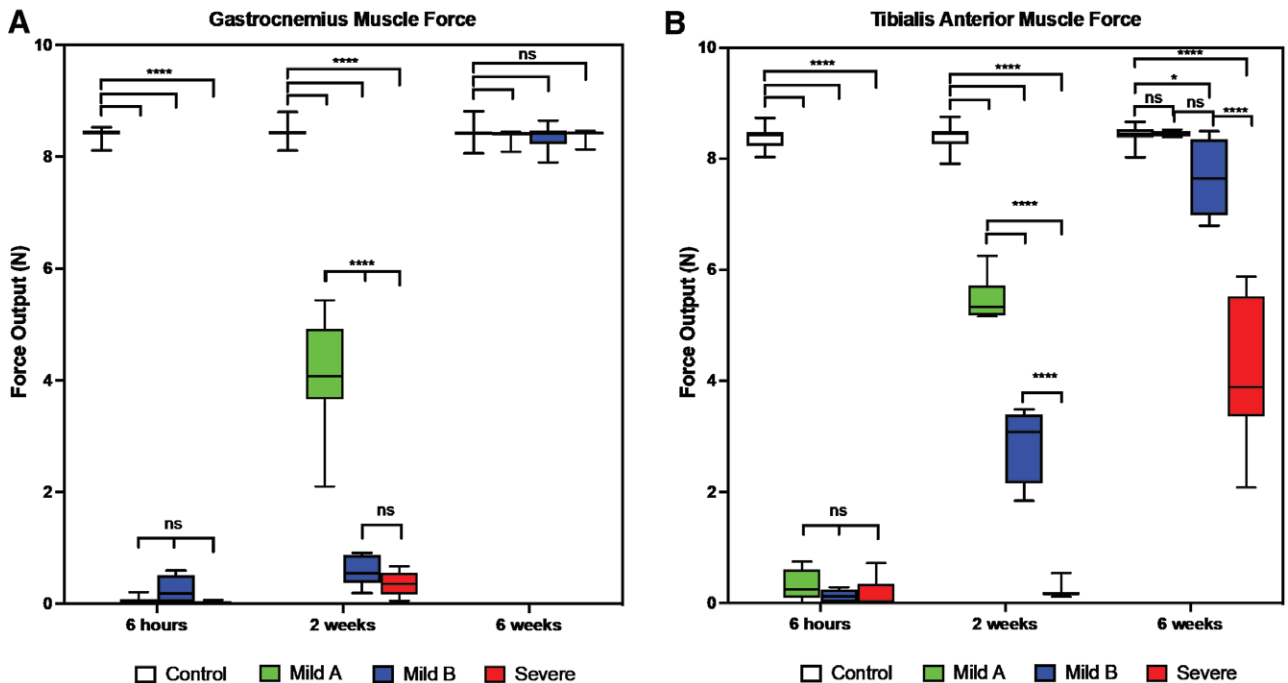 A
Gastrocnemius Muscle Force
Force Output (N)
10
8
6
4
2
0
****
****
ns
****
ns
ns
6 hours
2 weeks
6 weeks
Control
Mild A
Mild B
Severe
B
Tibialis Anterior Muscle Force
Force Output (N)
10
8
6
4
2
0
****
****
****
*
ns
ns
****
****
****
ns
6 hours
2 weeks
6 weeks
Control
Mild A
Mild B
Severe